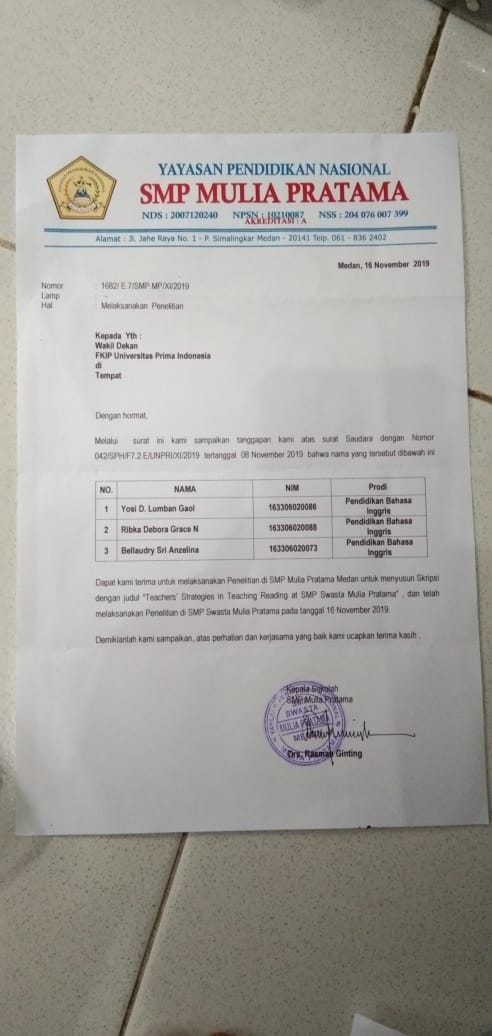 YAYASAN PENDIDIKAN NASIONAL
SMP MULIA PRATAMA
NDS : 2007120240 NPSN : 10210087 NSS : 204 076 007 399
AKREDITASI : A
Alamat : Jl. Jahe Raya No. 1 - P. Simalingkar Medan - 20141 Telp. 061 - 836 2402
Medan, 16 November 2019
Nomor : 1682/ E.7/SMP.MP/XI/2019
Lamp : -
Hal : Melaksanakan Penelitian
Kepada Yth :
Wakil Dekan
FKIP Universitas Prima Indonesia
di
Tempat
Dengan hormat,
Melalui surat ini kami sampaikan tanggapan kami atas surat Saudara dengan Nomor
042/SPH/F7.2.E/UNPRI/XI/2019 tertanggal 08 November 2019 bahwa nama yang tersebut dibawah ini
NO. NAMA NIM Prodi
1 Yosi D. Lumban Gaol 163306020086 Pendidikan Bahasa Inggris
2 Ribka Debora Grace N 163306020088 Pendidikan Bahasa Inggris
3 Bellaudry Sri Anzelina 163306020073 Pendidikan Bahasa Inggris
Dapat kami terima untuk melaksanakan Penelitian di SMP Mulia Pratama Medan untuk menyusun Skripsi
dengan judul "Teachers' Strategies in Teaching Reading at SMP Swasta Mulia Pratama" , dan telah
melaksanakan Penelitian di SMP Swasta Mulia Pratama pada tanggal 16 November 2019.
Demikianlah kami sampaikan, atas perhatian dan kerjasama yang baik kami ucapkan terima kasih .
Kepala Sekolah
SMP Mulia Pratama
SWASTA
MULIA PRATAMA
Drs. Rasman Ginting